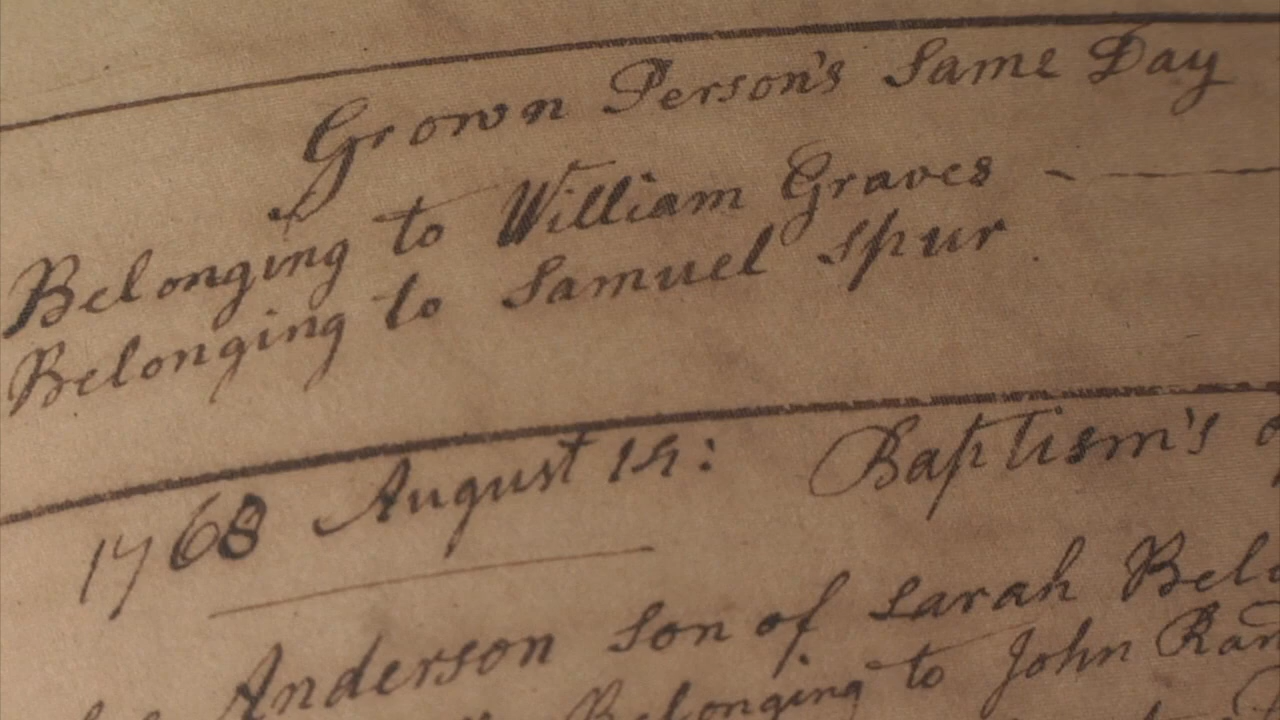 Grown Person's Same Day
Belonging to William Graves
Belonging to Samuel Spur
1768 August 14: Baptism's
Anderson son of Sarah
Belonging to John